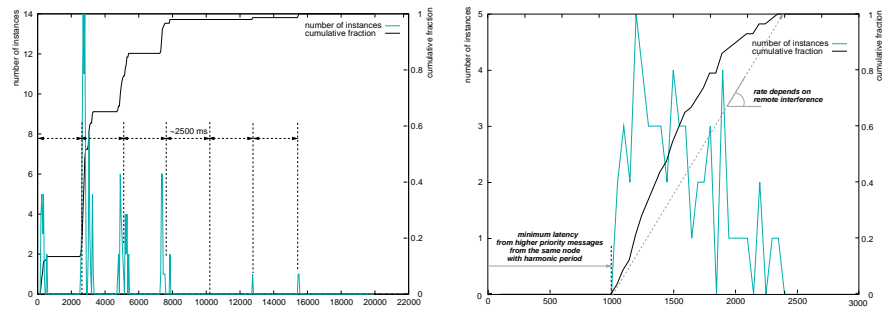 number of instances
cumulative fraction
number of instances
cumulative fraction
14
12
10
8
6
4
2
0
1
0.8
0.6
0.4
0.2
0
~2500 ms
0 2000 4000 6000 8000 10000 12000 14000 16000 18000 20000 22000
number of instances
cumulative fraction
number of instances
cumulative fraction
5
4
3
2
1
0
1
0.8
0.6
0.4
0.2
0
rate depends on
remote interference
minimum latency
from higher priority messages
from the same node
with harmonic period
0 500 1000 1500 2000 2500 3000